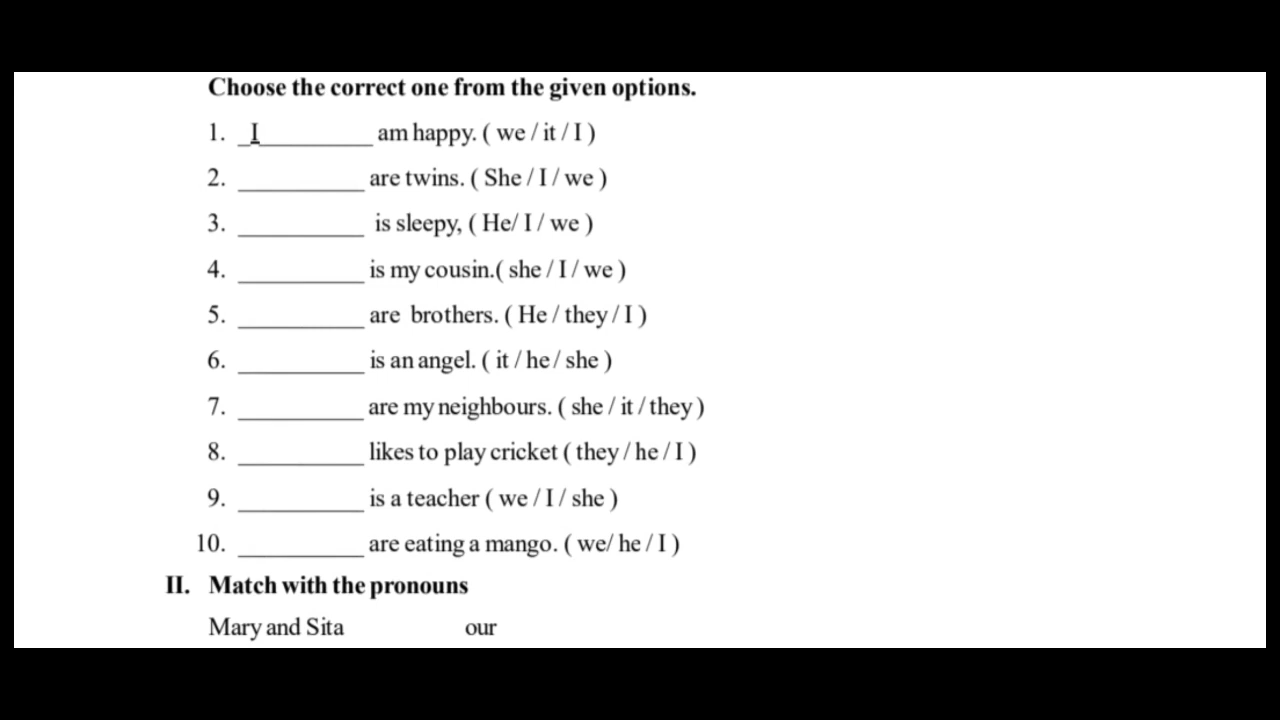 Choose the correct one from the given options.
1. _I_________ am happy. ( we / it / I )
2. __________ are twins. ( She / I / we )
3. __________ is sleepy, ( He/ I / we )
4. __________ is my cousin.( she / I / we )
5. __________ are brothers. ( He / they / I )
6. __________ is an angel. ( it / he / she )
7. __________ are my neighbours. ( she / it / they )
8. __________ likes to play cricket ( they / he / I )
9. __________ is a teacher ( we / I / she )
10. __________ are eating a mango. ( we/ he / I )
II. Match with the pronouns
Mary and Sita our